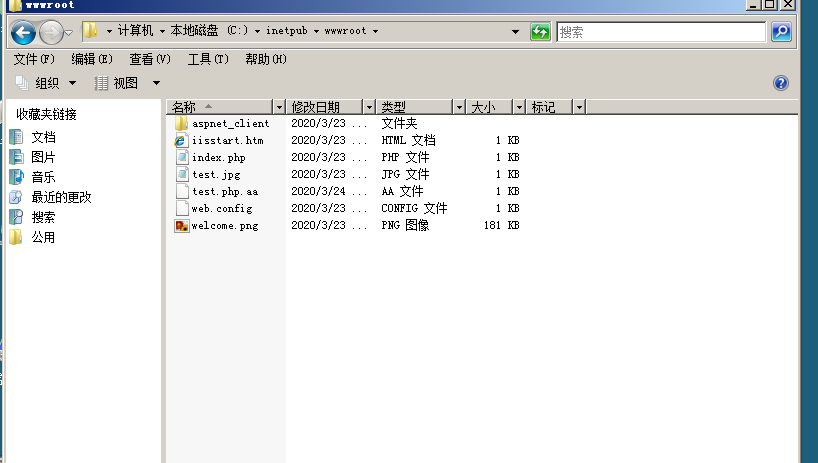 wwwroot
计算机 本地磁盘 (C:) inetpub wwwroot 搜索
文件(F) 编辑(E) 查看(V) 工具(T) 帮助(H)
组织 视图
收藏夹链接
文档
图片
音乐
最近的更改
搜索
公用
名称 修改日期 类型 大小 标记
aspnet_client 2020/3/23 ... 文件夹
iisstart.htm 2020/3/23 ... HTML 文档 1 KB
index.php 2020/3/23 ... PHP 文件 1 KB
test.jpg 2020/3/23 ... JPG 文件 1 KB
test.php.aa 2020/3/24 ... AA 文件 1 KB
web.config 2020/3/23 ... CONFIG 文件 1 KB
welcome.png 2020/3/23 ... PNG 图像 181 KB